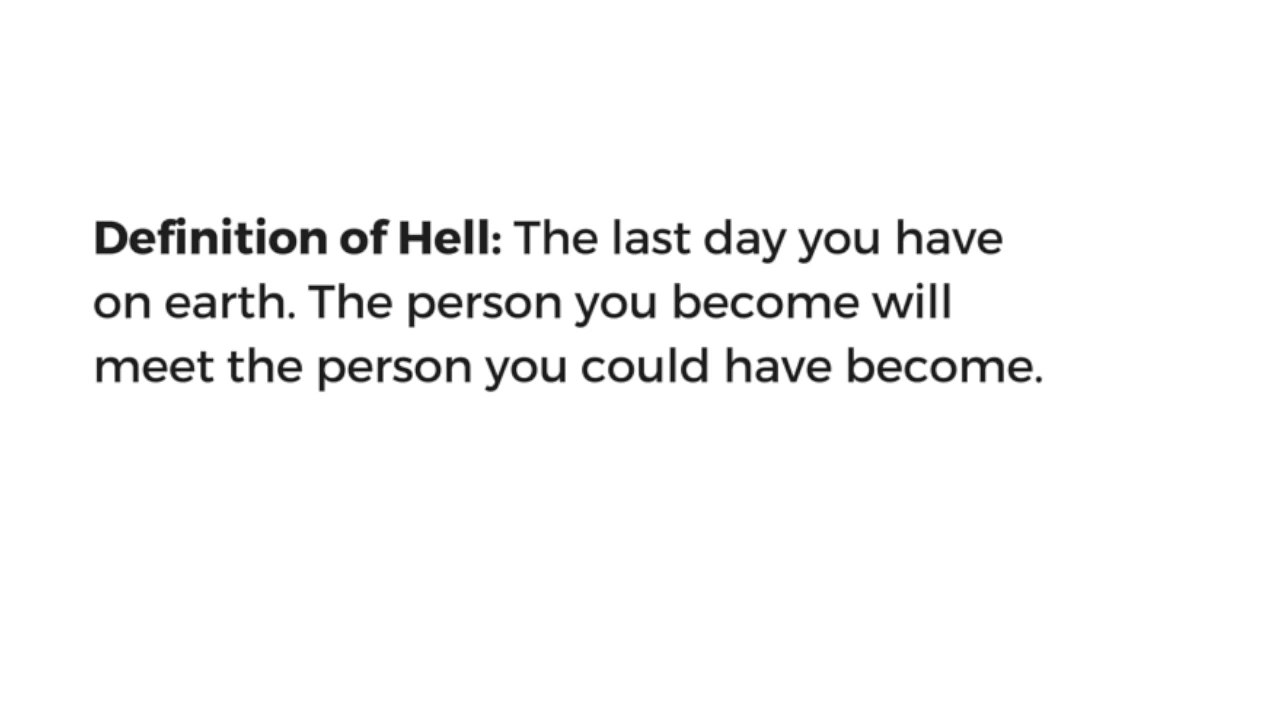 Definition of Hell: The last day you have
on earth. The person you become will
meet the person you could have become.